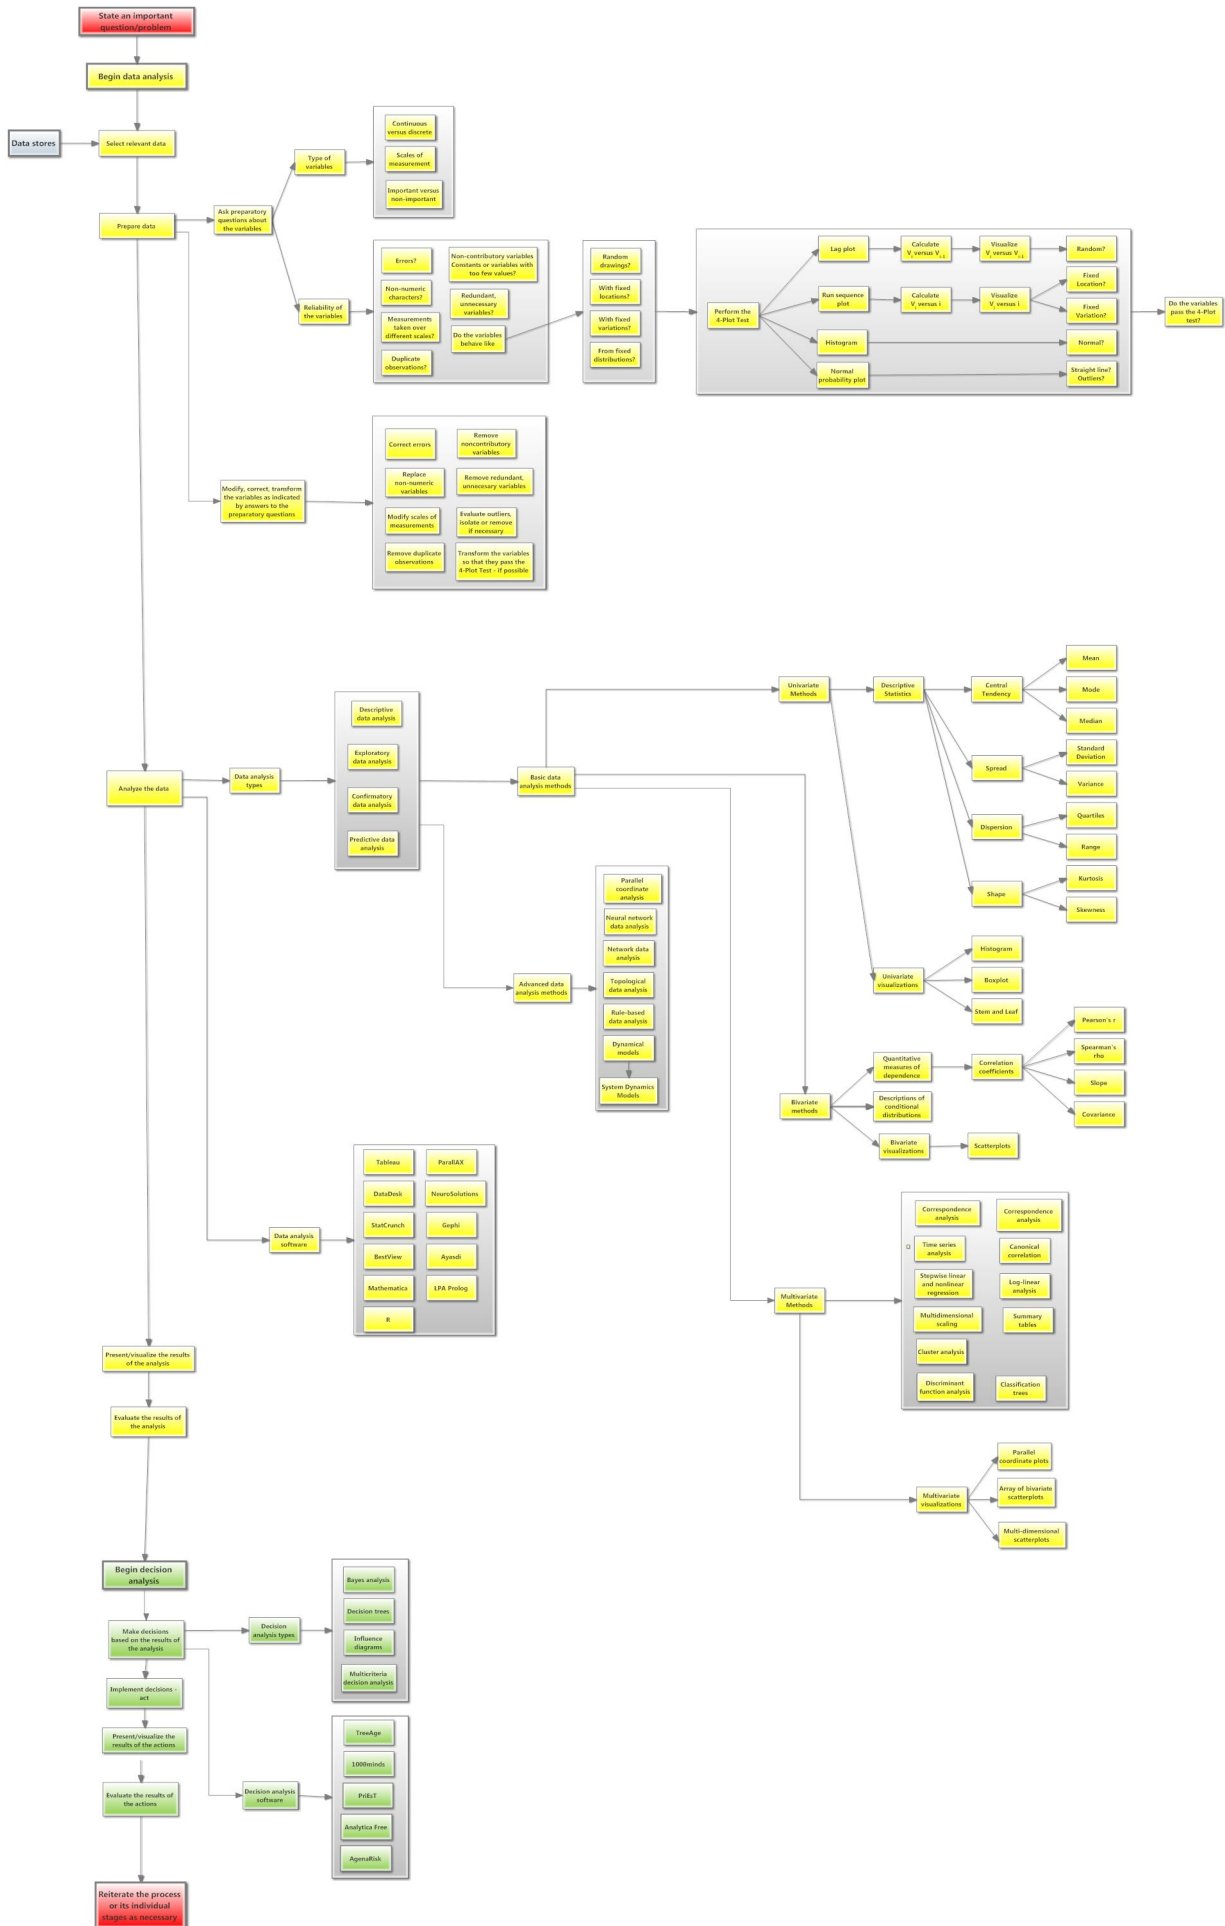 State an important
question/problem
Begin data analysis
Data stores
Select relevant data
Prepare data
Ask preparatory
questions about
the variables
Type of
variables
Continuous
versus discrete
Scales of
measurement
Important versus
non-important
Reliability of
the variables
Errors?
Non-numeric
characters?
Measurements
taken over
different scales?
Duplicate
observations?
Non-contributory variables
Constants or variables with
too few values?
Redundant,
unnecessary
variables?
Do the variables
behave like
Random
drawings?
With fixed
locations?
With fixed
variations?
From fixed
distributions?
Perform the
4-Plot Test
Lag plot
Calculate
V_i versus V_i-1
Visualize
V_i versus V_i-1
Random?
Run sequence
plot
Calculate
V_i versus i
Visualize
V_i versus i
Fixed
Location?
Fixed
Variation?
Histogram
Normal?
Normal
probability plot
Straight line?
Outliers?
Do the variables
pass the 4-Plot
test?
Modify, correct, transform
the variables as indicated
by answers to the
preparatory questions
Correct errors
Replace
non-numeric
variables
Modify scales of
measurements
Remove duplicate
observations
Remove
noncontributory
variables
Remove redundant,
unnecesary variables
Evaluate outliers,
isolate or remove
if necessary
Transform the variables
so that they pass the
4-Plot Test - if possible
Analyze the data
Data analysis
types
Descriptive
data analysis
Exploratory
data analysis
Confirmatory
data analysis
Predictive data
analysis
Basic data
analysis methods
Univariate
Methods
Descriptive
Statistics
Central
Tendency
Mean
Mode
Median
Spread
Standard
Deviation
Variance
Dispersion
Quartiles
Range
Shape
Kurtosis
Skewness
Univariate
visualizations
Histogram
Boxplot
Stem and Leaf
Advanced data
analysis methods
Parallel
coordinate
analysis
Neural network
data analysis
Network data
analysis
Topological
data analysis
Rule-based
data analysis
Dynamical
models
System Dynamics
Models
Bivariate
methods
Quantitative
measures of
dependence
Correlation
coefficients
Pearson's r
Spearman's
rho
Slope
Covariance
Descriptions of
conditional
distributions
Bivariate
visualizations
Scatterplots
Data analysis
software
Tableau
DataDesk
StatCrunch
BestView
Mathematica
R
ParallAX
NeuroSolutions
Gephi
Ayasdi
LPA Prolog
Multivariate
Methods
Correspondence
analysis
Time series
analysis
Stepwise linear
and nonlinear
regression
Multidimensional
scaling
Cluster analysis
Discriminant
function analysis
Correspondence
analysis
Canonical
correlation
Log-linear
analysis
Summary
tables
Classification
trees
Multivariate
visualizations
Parallel
coordinate plots
Array of bivariate
scatterplots
Multi-dimensional
scatterplots
Present/visualize the results
of the analysis
Evaluate the results of
the analysis
Begin decision
analysis
Make decisions
based on the results of
the analysis
Decision
analysis types
Bayes analysis
Decision trees
Influence
diagrams
Multicriteria
decision analysis
Implement decisions -
act
Present/visualize the
results of the actions
Evaluate the results of
the actions
Decision analysis
software
TreeAge
1000minds
PriEsT
Analytica Free
AgenaRisk
Reiterate the process
or its individual
stages as necessary